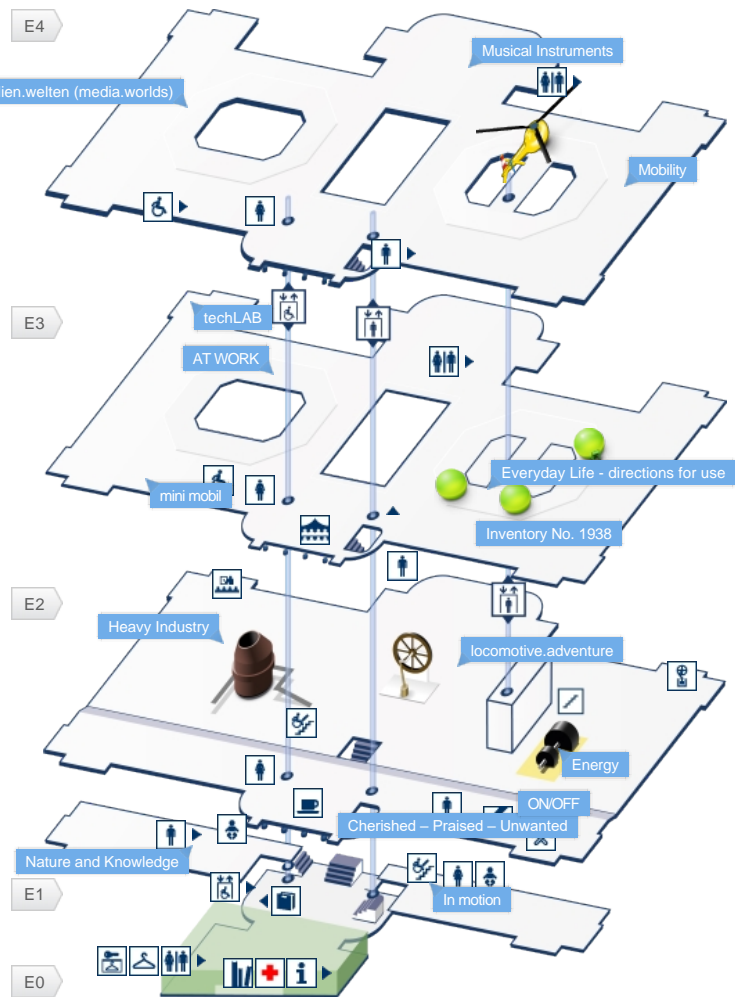 E4
Musical Instruments
ien.welten (media.worlds)
Mobility
E3
techLAB
AT WORK
Everyday Life - directions for use
mini mobil
Inventory No. 1938
E2
Heavy Industry
locomotive.adventure
Energy
ON/OFF
Cherished – Praised – Unwanted
Nature and Knowledge
E1
In motion
E0